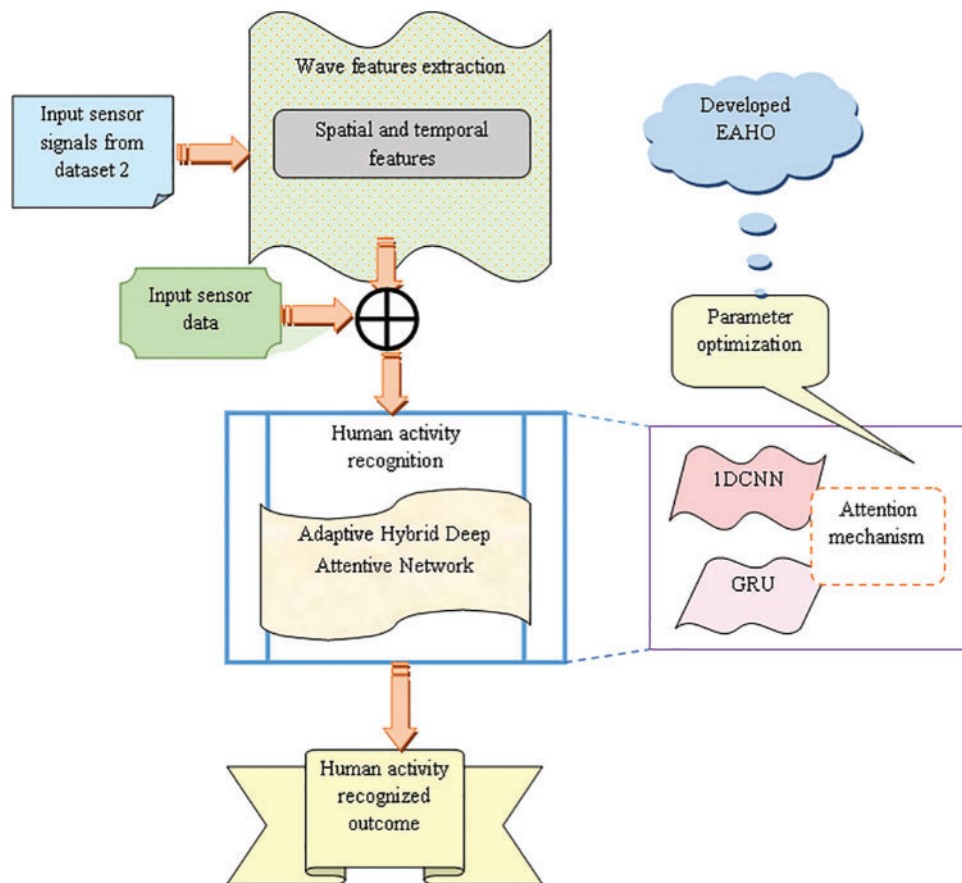 Wave features extraction
Spatial and temporal
features
Input sensor
signals from
dataset 2
Developed
EAHO
Input sensor
data
Parameter
optimization
Human activity
recognition
Adaptive Hybrid Deep
Attentive Network
1DCNN
GRU
Attention
mechanism
Human activity
recognized
outcome